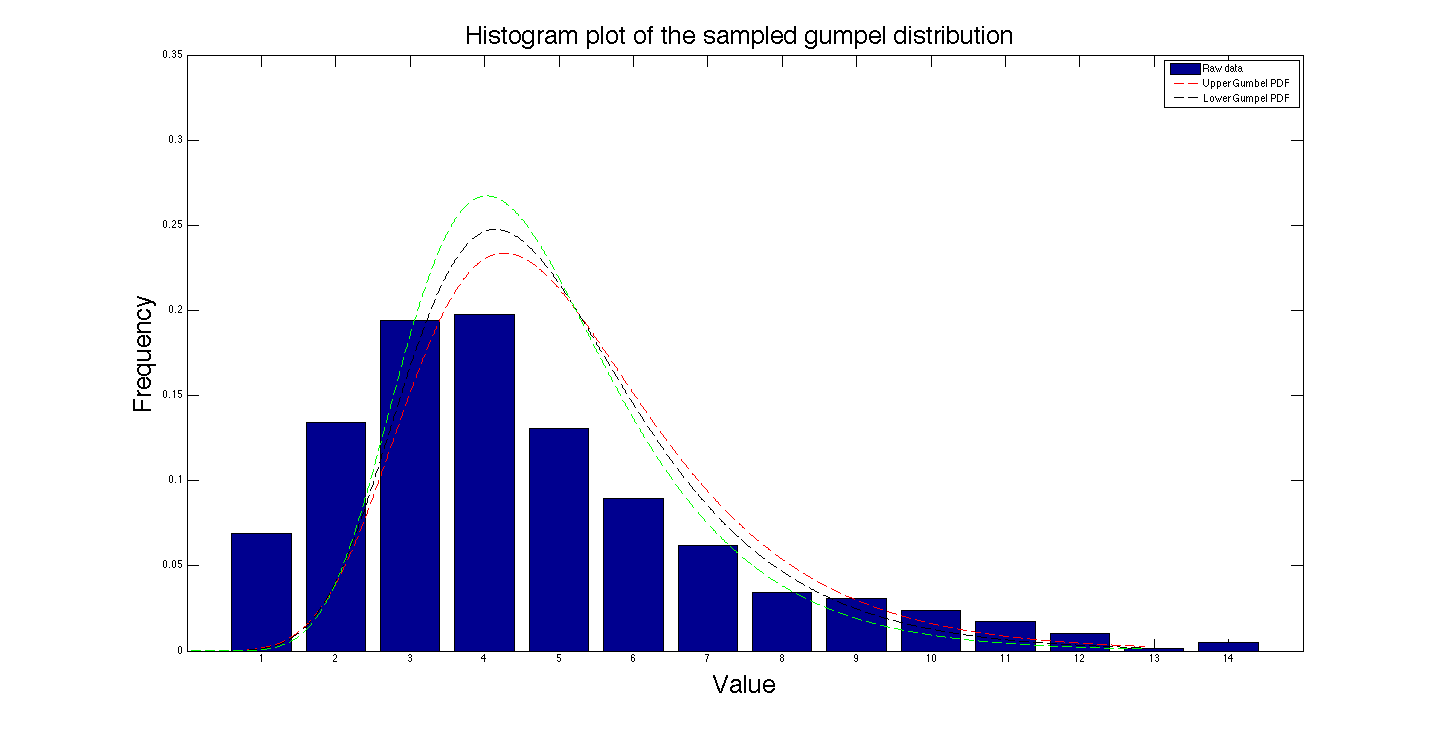 Histogram plot of the sampled gumpel distribution
Raw data
Upper Gumbel PDF
Lower Gumpel PDF
0.35
0.3
0.25
0.2
0.15
0.1
0.05
0
Frequency
1 2 3 4 5 6 7 8 9 10 11 12 13 14
Value